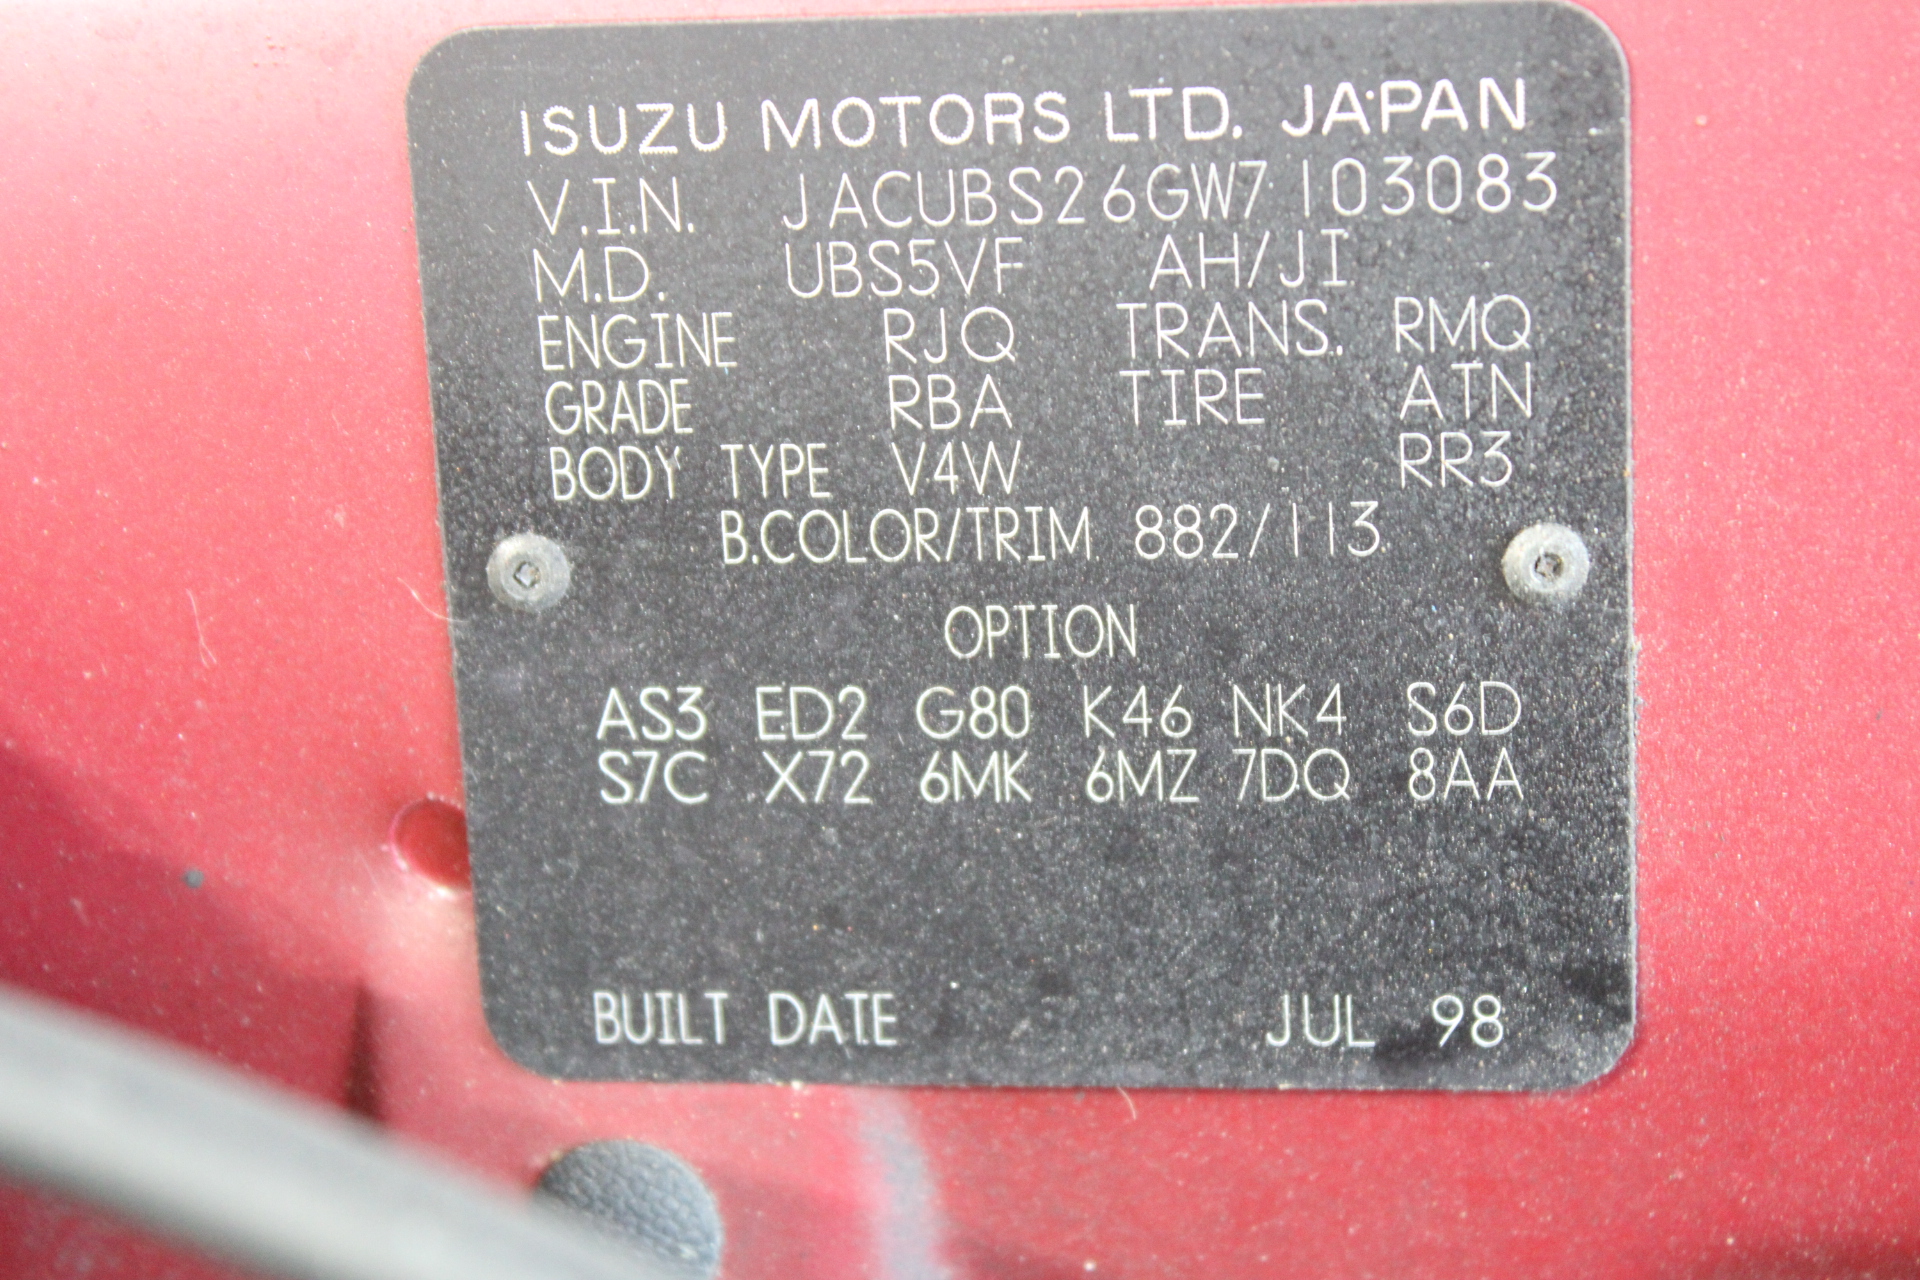 ISUZU MOTORS LTD. JAPAN
V.I.N. JACUBS26GW7103083
M.D. UBS5VF AH/JI
ENGINE RJQ TRANS. RMQ
GRADE RBA TIRE ATN
BODY TYPE V4W RR3
B.COLOR/TRIM 882/113
OPTION
AS3 ED2 G80 K46 NK4 S6D
S7C X72 6MK 6MZ 7DQ 8AA
BUILT DATE JUL 98